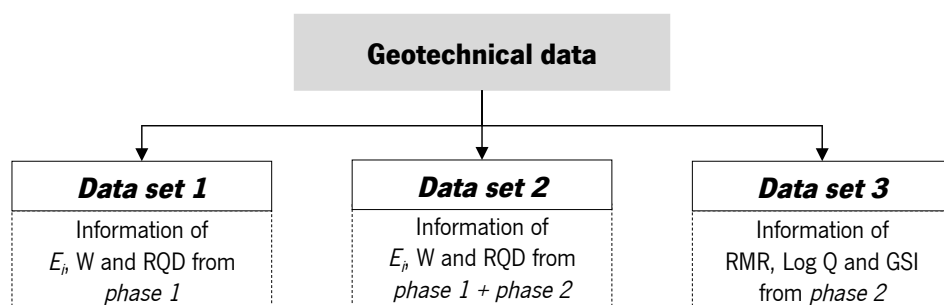 Geotechnical data
Data set 1
Information of
Ei, W and RQD from
phase 1
Data set 2
Information of
Ei, W and RQD from
phase 1 + phase 2
Data set 3
Information of
RMR, Log Q and GSI
from phase 2